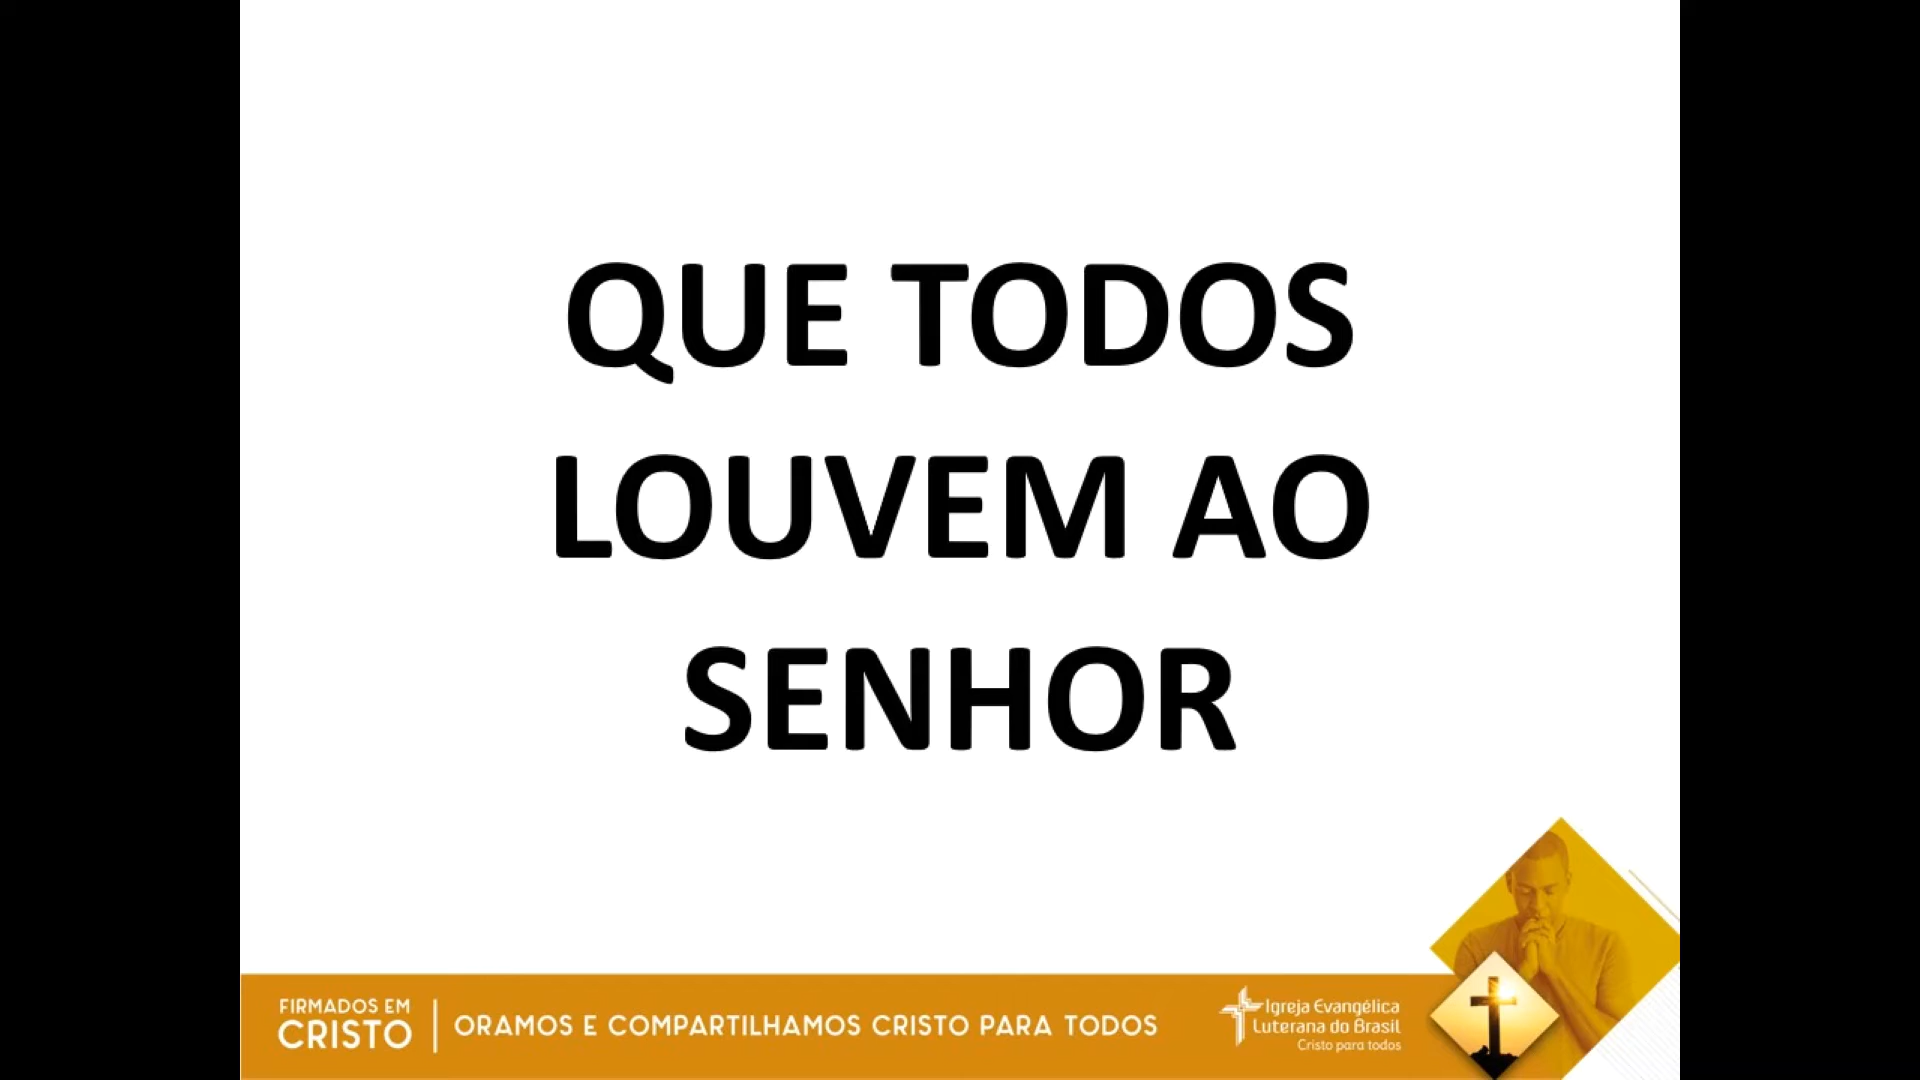 QUE TODOS
LOUVEM AO
SENHOR
FIRMADOS EM
CRISTO
ORAMOS E COMPARTILHAMOS CRISTO PARA TODOS
Igreja Evangélica
Luterana do Brasil
Cristo para todos